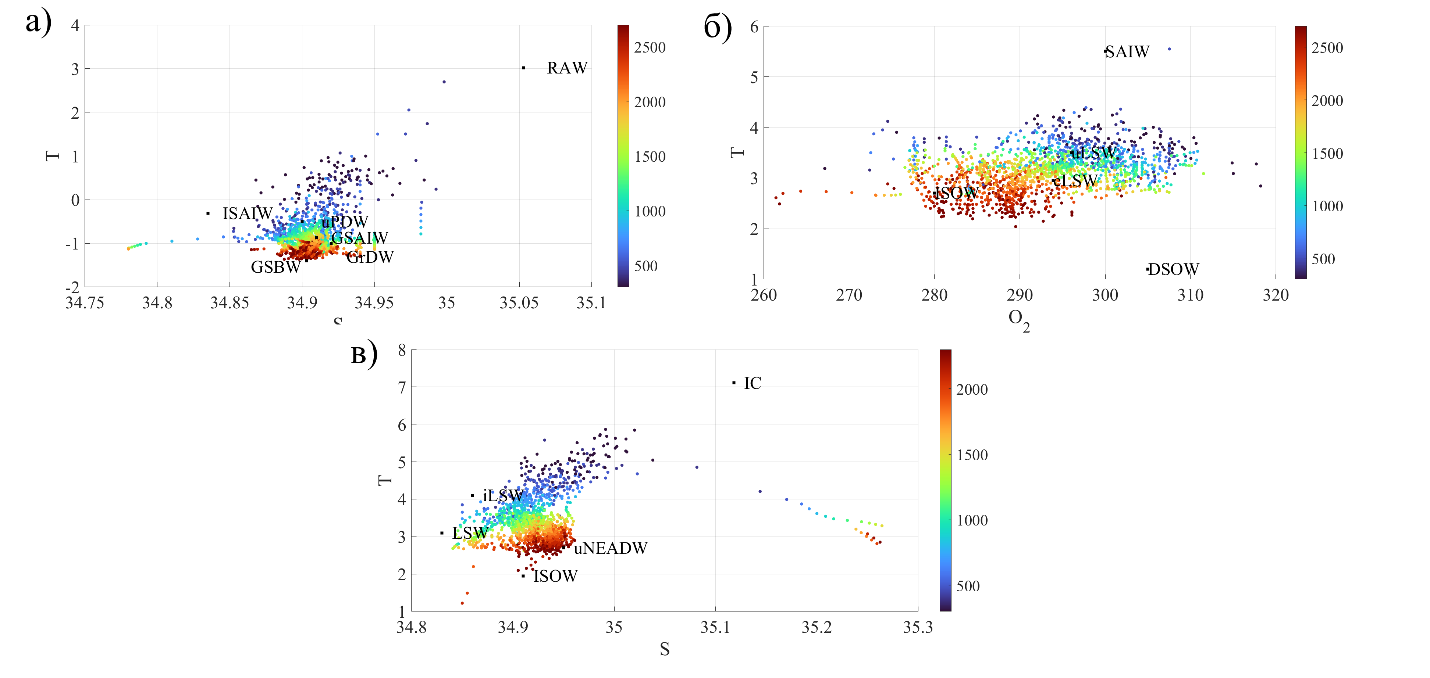 а)
4
3
2
1
0
-1
-2
T
34.75 34.8 34.85 34.9 34.95 35 35.05 35.1
S
RAW
ISAIW
uPDW
GSAIW
GrDW
GSBW
2500
2000
1500
1000
500
б)
6
5
4
3
2
1
T
260 270 280 290 300 310 320
O2
SAIW
uLSW
cLSW
ISOW
DSOW
2500
2000
1500
1000
500
в)
8
7
6
5
4
3
2
1
T
34.8 34.9 35 35.1 35.2 35.3
S
IC
iLSW
LSW
uNEADW
ISOW
2000
1500
1000
500